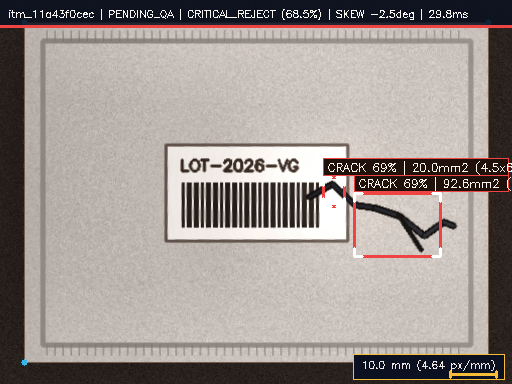 itm_11a43f0cec | PENDING_QA | CRITICAL_REJECT (68.5%) | SKEW -2.5deg | 29.8ms
LOT-2026-VG
CRACK 69% | 20.0mm2 (4.5x6
CRACK 69% | 92.6mm2 (
10.0 mm (4.64 px/mm)